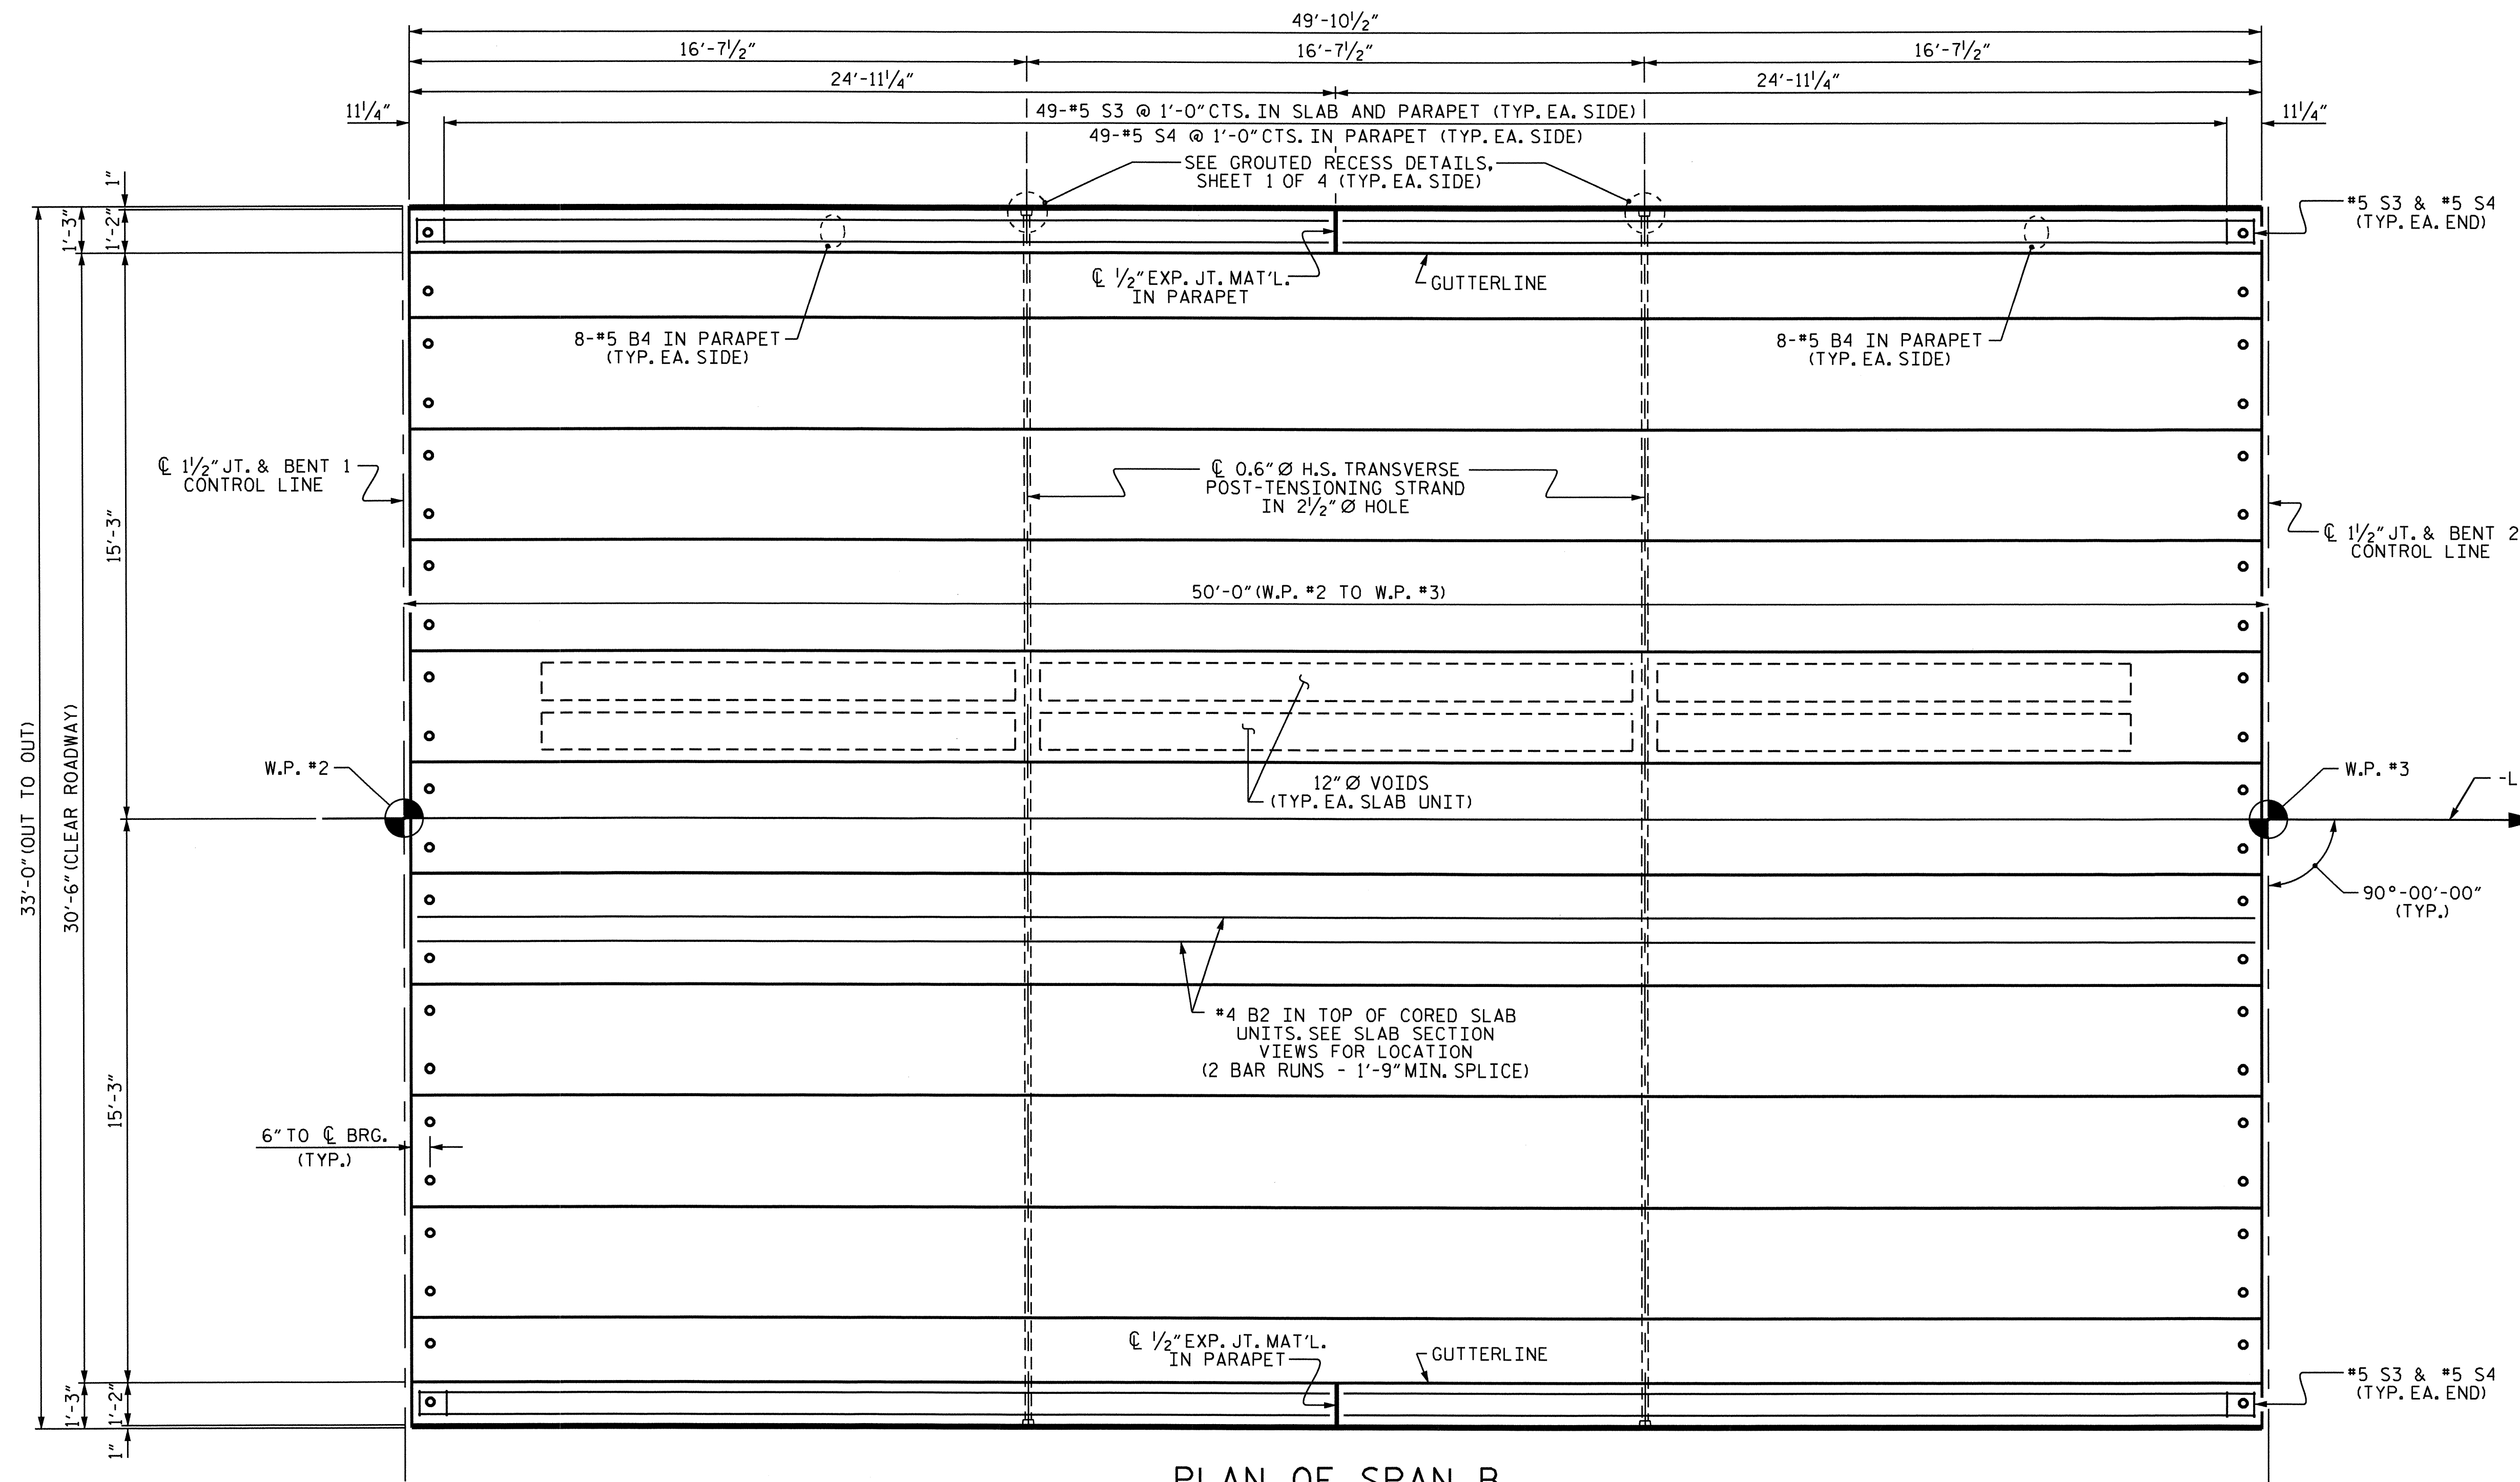 49'-10½"
16'-7½"
16'-7½"
16'-7½"
24'-11¼"
24'-11¼"
11¼"
49-#5 S3 @ 1'-0" CTS. IN SLAB AND PARAPET (TYP. EA. SIDE)
11¼"
49-#5 S4 @ 1'-0" CTS. IN PARAPET (TYP. EA. SIDE)
SEE GROUTED RECESS DETAILS,
SHEET 1 OF 4 (TYP. EA. SIDE)
1"
1'-3"
1'-2"
#5 S3 & #5 S4
(TYP. EA. END)
℄ ½" EXP. JT. MAT'L.
IN PARAPET
GUTTERLINE
8-#5 B4 IN PARAPET
(TYP. EA. SIDE)
8-#5 B4 IN PARAPET
(TYP. EA. SIDE)
℄ 1½" JT. & BENT 1
CONTROL LINE
℄ 0.6" Ø H.S. TRANSVERSE
POST-TENSIONING STRAND
IN 2½" Ø HOLE
15'-3"
℄ 1½" JT. & BENT 2
CONTROL LINE
50'-0" (W.P. #2 TO W.P. #3)
33'-0" (OUT TO OUT)
30'-6" (CLEAR ROADWAY)
W.P. #2
12" Ø VOIDS
(TYP. EA. SLAB UNIT)
W.P. #3
-L
90°-00'-00"
(TYP.)
#4 B2 IN TOP OF CORED SLAB
UNITS. SEE SLAB SECTION
VIEWS FOR LOCATION
(2 BAR RUNS - 1'-9" MIN. SPLICE)
15'-3"
6" TO ℄ BRG.
(TYP.)
℄ ½" EXP. JT. MAT'L.
IN PARAPET
GUTTERLINE
1'-3"
1'-2"
1"
#5 S3 & #5 S4
(TYP. EA. END)
PLAN OF SPAN B